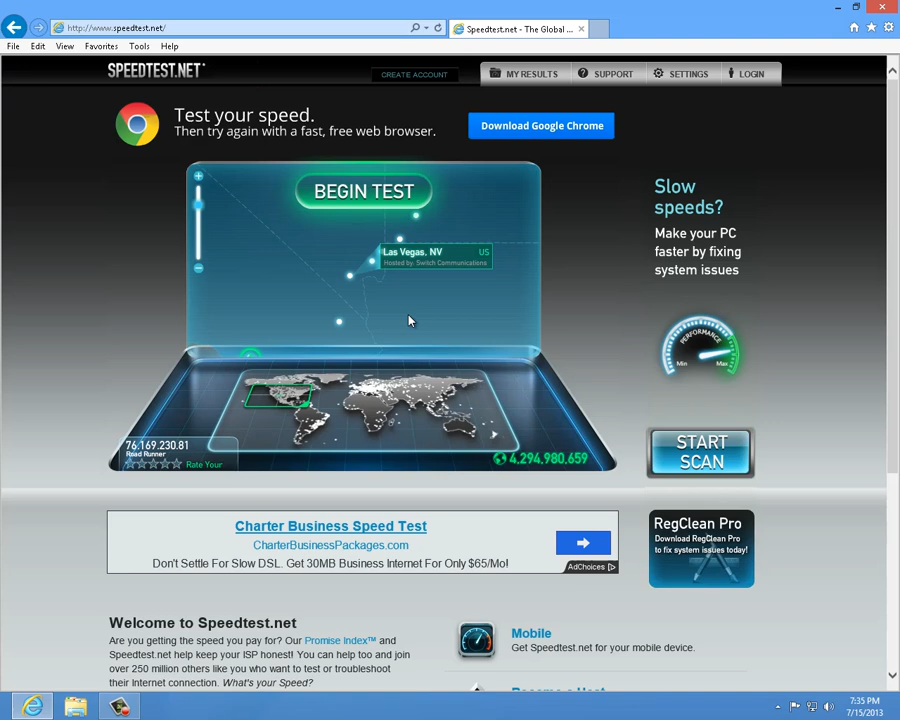 http://www.speedtest.net/
Speedtest.net - The Global ...
File Edit View Favorites Tools Help
SPEEDTEST.NET
CREATE ACCOUNT
MY RESULTS
SUPPORT
SETTINGS
LOGIN
Test your speed.
Then try again with a fast, free web browser.
Download Google Chrome
BEGIN TEST
Las Vegas, NV US
Hosted by: Switch Communications
Slow
speeds?
Make your PC
faster by fixing
system issues
PERFORMANCE
Min Max
START
SCAN
76.169.230.81
Road Runner
Rate Your
4,294,980,659
Charter Business Speed Test
CharterBusinessPackages.com
Don't Settle For Slow DSL. Get 30MB Business Internet For Only $65/Mo!
AdChoices
RegClean Pro
Download RegClean Pro
to fix system issues today!
Welcome to Speedtest.net
Are you getting the speed you pay for? Our Promise Index™ and
Speedtest.net help keep your ISP honest! You can help too and join
over 250 million others like you who want to test or troubleshoot
their Internet connection. What's your Speed?
Mobile
Get Speedtest.net for your mobile device.
Become a Host
7:35 PM
7/15/2013